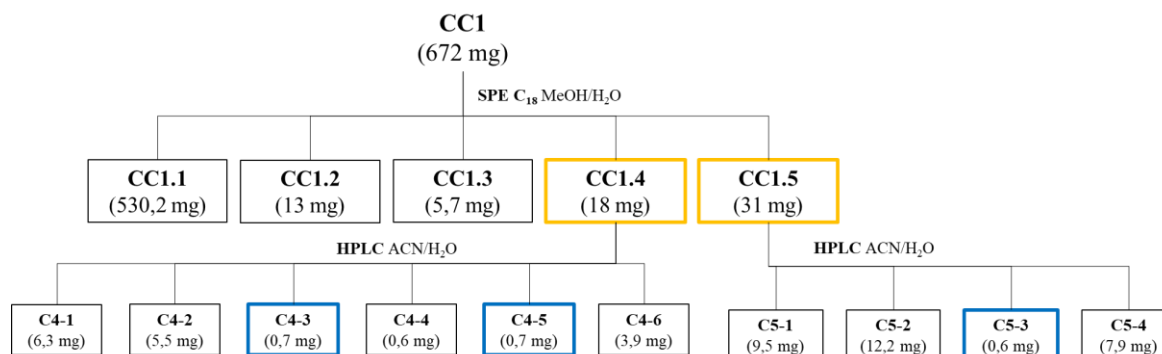 CC1
(672 mg)
SPE C₁₈ MeOH/H₂O
CC1.1
(530,2 mg)
CC1.2
(13 mg)
CC1.3
(5,7 mg)
CC1.4
(18 mg)
CC1.5
(31 mg)
HPLC ACN/H₂O
HPLC ACN/H₂O
C4-1
(6,3 mg)
C4-2
(5,5 mg)
C4-3
(0,7 mg)
C4-4
(0,6 mg)
C4-5
(0,7 mg)
C4-6
(3,9 mg)
C5-1
(9,5 mg)
C5-2
(12,2 mg)
C5-3
(0,6 mg)
C5-4
(7,9 mg)